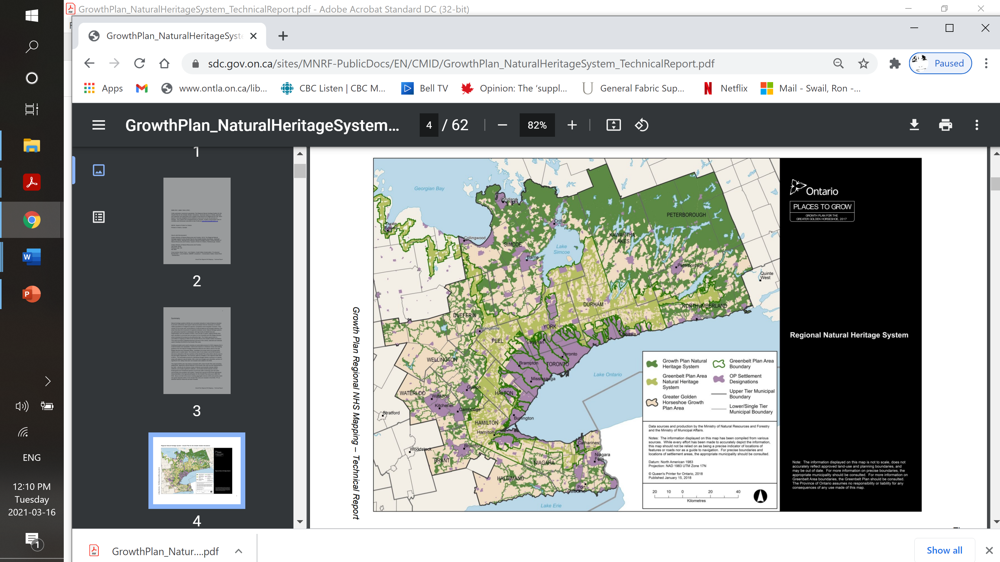 GrowthPlan_NaturalHeritageSystem_TechnicalReport.pdf - Adobe Acrobat Standard DC (32-bit)
F
GrowthPlan_NaturalHeritageSyste
sdc.gov.on.ca/sites/MNRF-PublicDocs/EN/CMID/GrowthPlan_NaturalHeritageSystem_TechnicalReport.pdf
Paused
Apps
www.ontla.on.ca/lib...
CBC Listen | CBC M...
Bell TV
Opinion: The ‘suppl...
General Fabric Sup...
Netflix
Mail - Swail, Ron -...
GrowthPlan_NaturalHeritageSystem...
4 / 62
82%
1
2
Summary
3
4
Growth Plan Regional NHS Mapping – Technical Report
Georgian Bay
Midland
Owen
Sound
Orillia
PETERBOROUGH
Collingwood
SIMCOE
KAWARTHA
LAKES
Lake
Simcoe
Barrie
Peterborough
Quinte
West
DURHAM
NORTHUMBERLAND
Cobourg
DUFFERIN
Orangeville
YORK
Oshawa
PEEL
Vaughan
Toronto
WELLINGTON
Brampton
TORONTO
Mississauga
Lake Ontario
Guelph
WATERLOO
Waterloo
HALTON
Kitchener
Cambridge
Stratford
Burlington
HAMILTON
Hamilton
St.
Catharines
Woodstock
Brantford
Niagara
Falls
BRANT
NIAGARA
HALDIMAND
Port
Colborne
Lake Erie
Growth Plan Natural
Heritage System
Greenbelt Plan Area
Natural Heritage
System
Greater Golden
Horseshoe Growth
Plan Area
Greenbelt Plan Area
Boundary
OP Settlement
Designations
Upper Tier Municipal
Boundary
Lower/Single Tier
Municipal Boundary
Data sources and production by the Ministry of Natural Resources and Forestry
and the Ministry of Municipal Affairs.
Notes: The information displayed on this map has been compiled from various
sources. While every effort has been made to accurately depict the information,
this map should not be relied on as being a precise indicator of locations of
features or roads nor as a guide to navigation. For precise boundaries and
locations of settlement areas, the appropriate municipality should be consulted.
Datum: North American 1983
Projection: NAD 1983 UTM Zone 17N
© Queen's Printer for Ontario, 2018
Published January 15, 2018
20 10 0 20 40
Kilometres
Ontario
PLACES TO GROW
GROWTH PLAN FOR THE
GREATER GOLDEN HORSESHOE, 2017
Regional Natural Heritage System
Note: The information displayed on this map is not to scale, does not
accurately reflect approved land-use and planning boundaries, and
may be out of date. For more information on precise boundaries, the
appropriate municipality should be consulted. For more information on
Greenbelt Area boundaries, the Greenbelt Plan should be consulted.
The Province of Ontario assumes no responsibility or liability for any
consequences of any use made of this map.
ENG
12:10 PM
Tuesday
2021-03-16
1
GrowthPlan_Natur....pdf
Show all